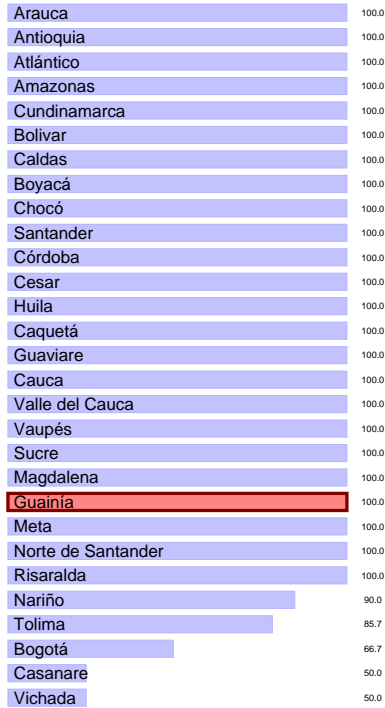 Arauca 100.0
Antioquia 100.0
Atlántico 100.0
Amazonas 100.0
Cundinamarca 100.0
Bolivar 100.0
Caldas 100.0
Boyacá 100.0
Chocó 100.0
Santander 100.0
Córdoba 100.0
Cesar 100.0
Huila 100.0
Caquetá 100.0
Guaviare 100.0
Cauca 100.0
Valle del Cauca 100.0
Vaupés 100.0
Sucre 100.0
Magdalena 100.0
Guainía 100.0
Meta 100.0
Norte de Santander 100.0
Risaralda 100.0
Nariño 90.0
Tolima 85.7
Bogotá 66.7
Casanare 50.0
Vichada 50.0